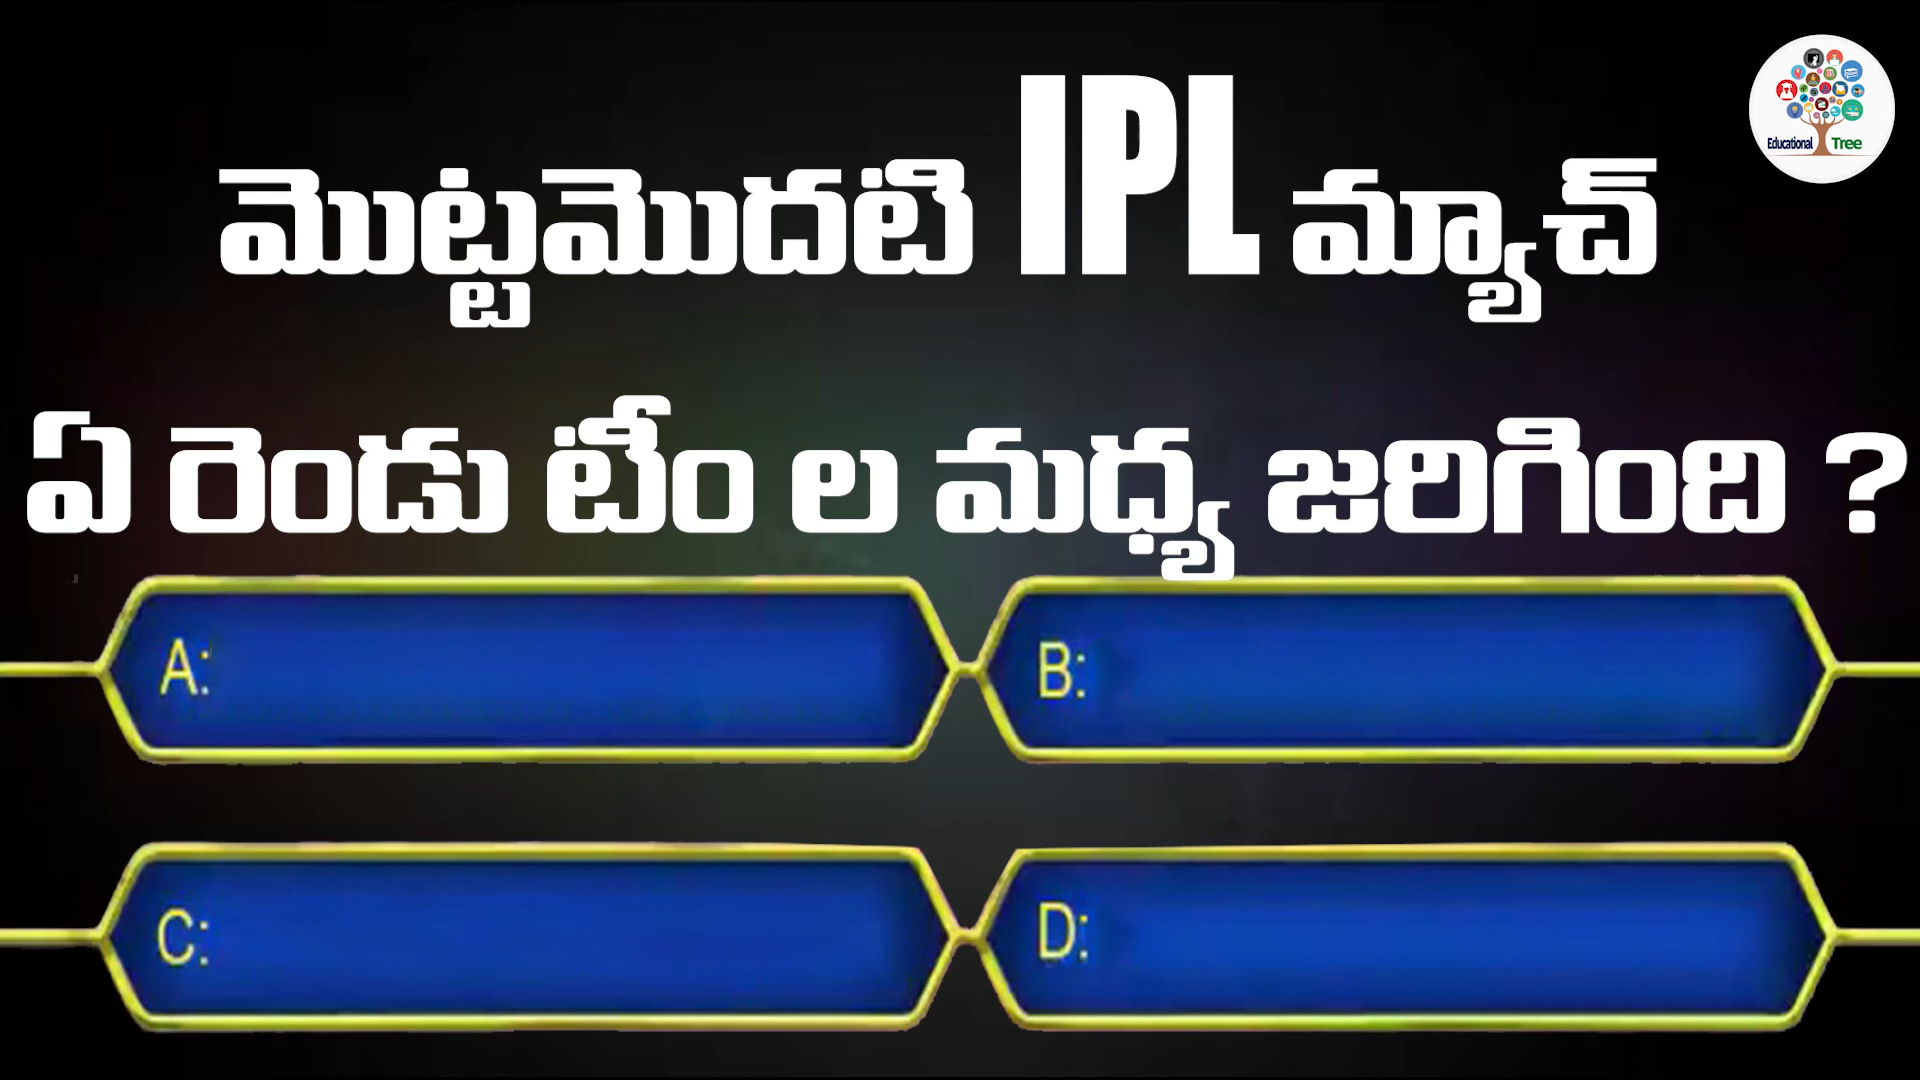 మొట్టమొదటి IPL మ్యాచ్
ఏ రెండు టీం ల మధ్య జరిగింది ?
A:
B:
C:
D:
Educational Tree